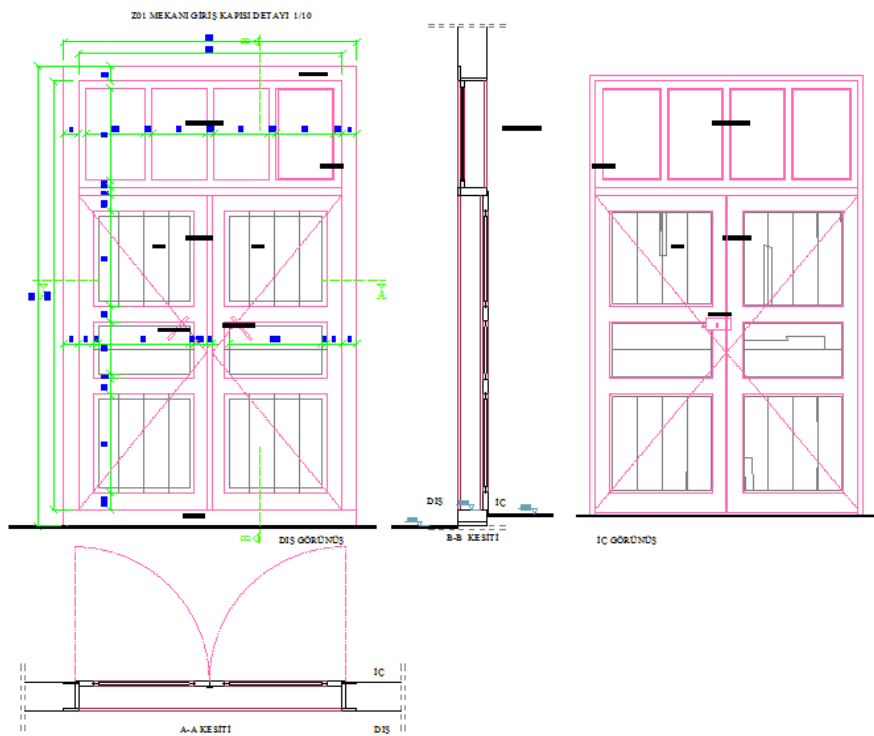 Z01 MEKANI GİRİŞ KAPISI DETAYI 1/10
B
A
A
DIŞ
İÇ
B
DIŞ GÖRÜNÜŞ
B-B KESİTİ
İÇ GÖRÜNÜŞ
İÇ
A-A KESİTİ
DIŞ